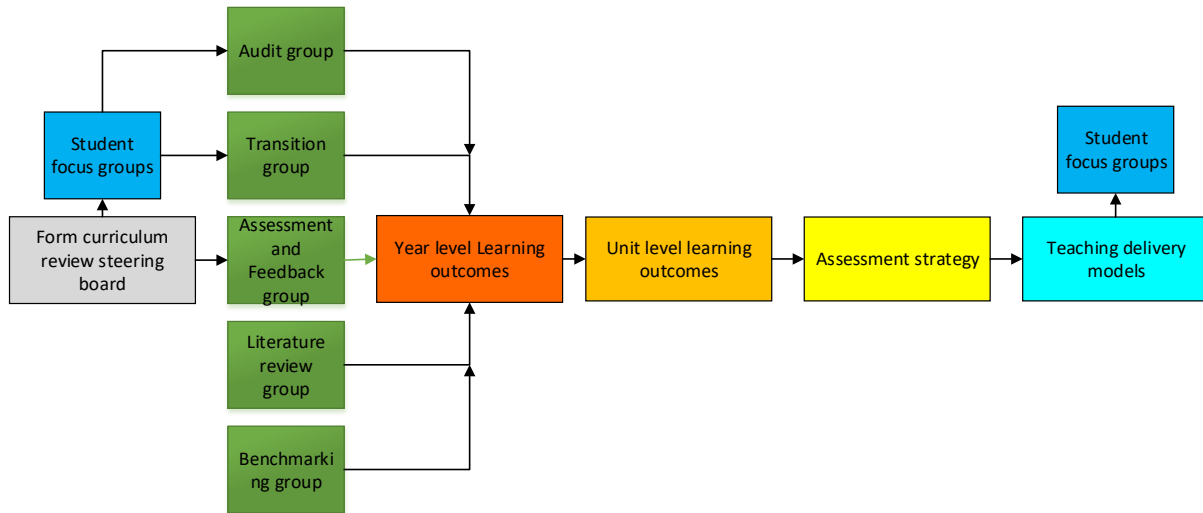 Audit group
Student
focus groups
Transition
group
Student
focus groups
Form curriculum
review steering
board
Assessment
and
Feedback
group
Year level Learning
outcomes
Unit level learning
outcomes
Assessment strategy
Teaching delivery
models
Literature
review
group
Benchmarki
ng group